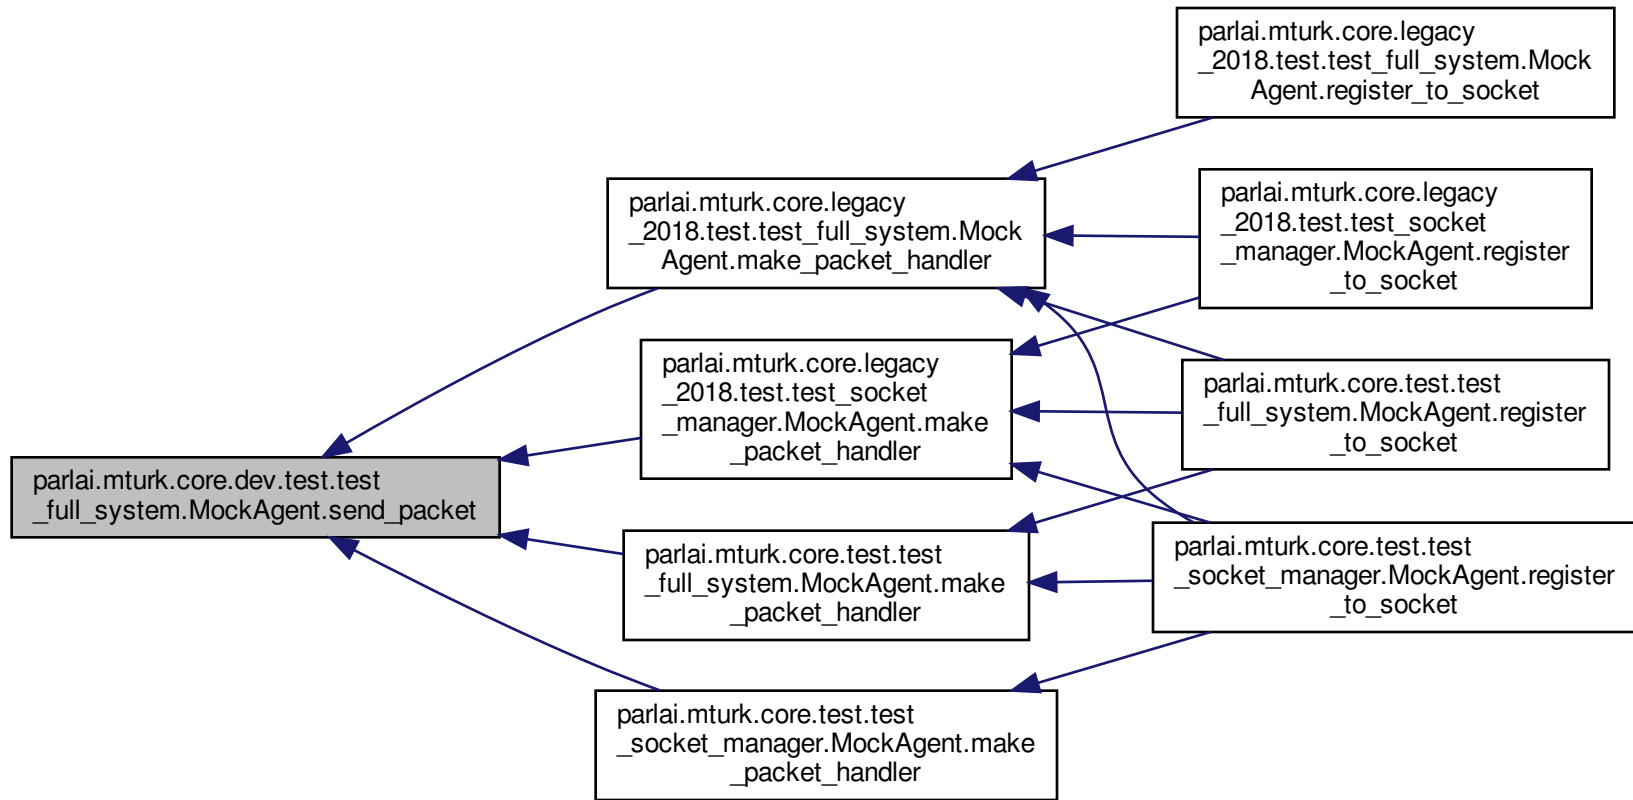 parlai.mturk.core.legacy
_2018.test.test_full_system.Mock
Agent.register_to_socket
parlai.mturk.core.legacy
_2018.test.test_full_system.Mock
Agent.make_packet_handler
parlai.mturk.core.legacy
_2018.test.test_socket
_manager.MockAgent.register
_to_socket
parlai.mturk.core.legacy
_2018.test.test_socket
_manager.MockAgent.make
_packet_handler
parlai.mturk.core.test.test
_full_system.MockAgent.register
_to_socket
parlai.mturk.core.dev.test.test
_full_system.MockAgent.send_packet
parlai.mturk.core.test.test
_full_system.MockAgent.make
_packet_handler
parlai.mturk.core.test.test
_socket_manager.MockAgent.register
_to_socket
parlai.mturk.core.test.test
_socket_manager.MockAgent.make
_packet_handler